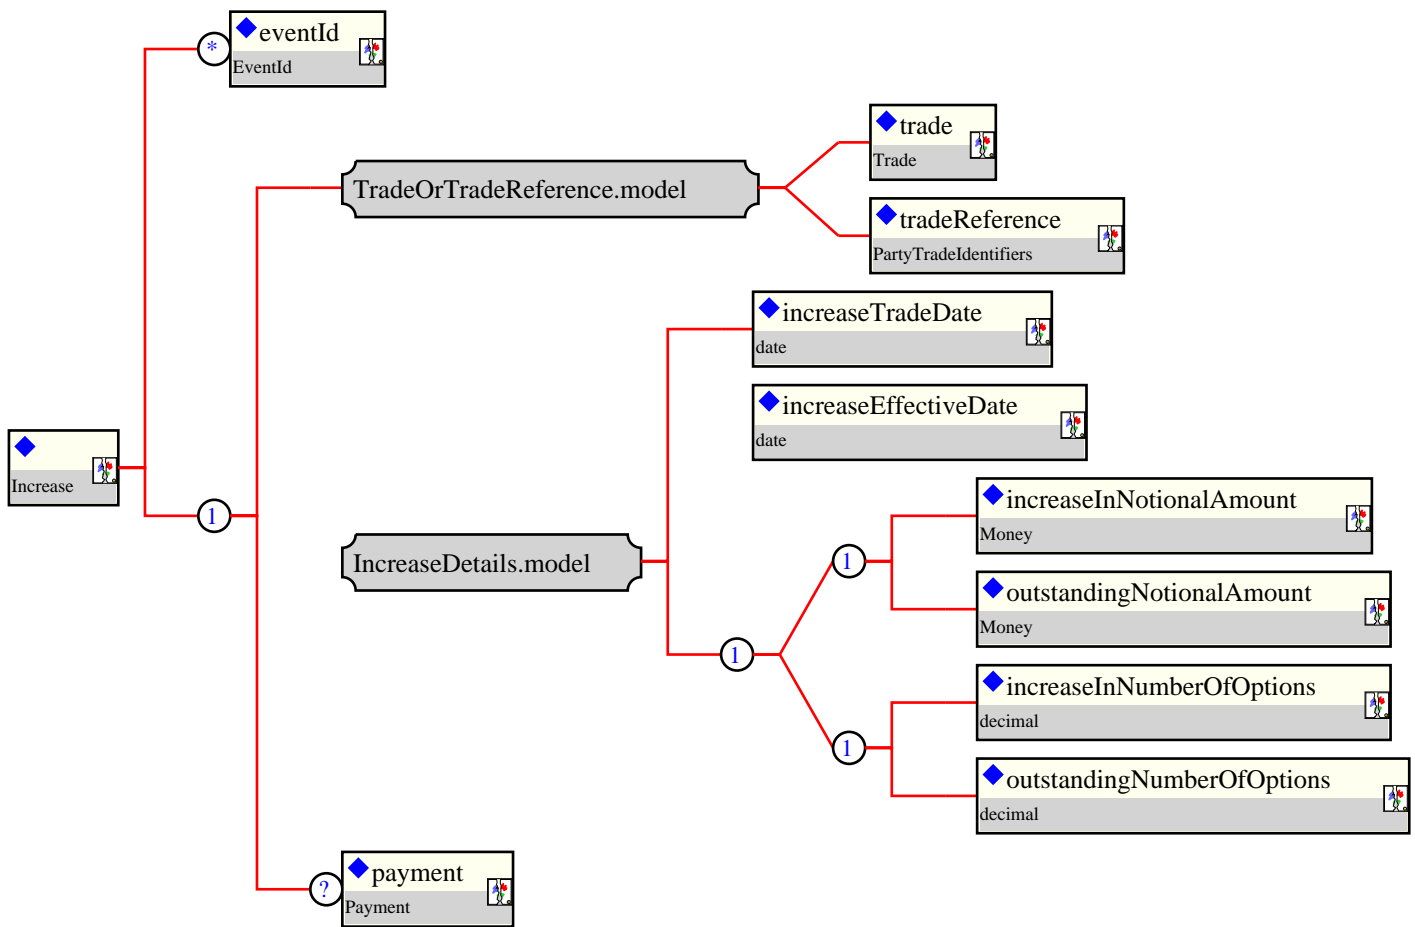 *
eventId
EventId
trade
Trade
TradeOrTradeReference.model
tradeReference
PartyTradeIdentifiers
increaseTradeDate
date
increaseEffectiveDate
date
Increase
1
IncreaseDetails.model
increaseInNotionalAmount
Money
1
outstandingNotionalAmount
Money
1
increaseInNumberOfOptions
decimal
1
outstandingNumberOfOptions
decimal
?
payment
Payment